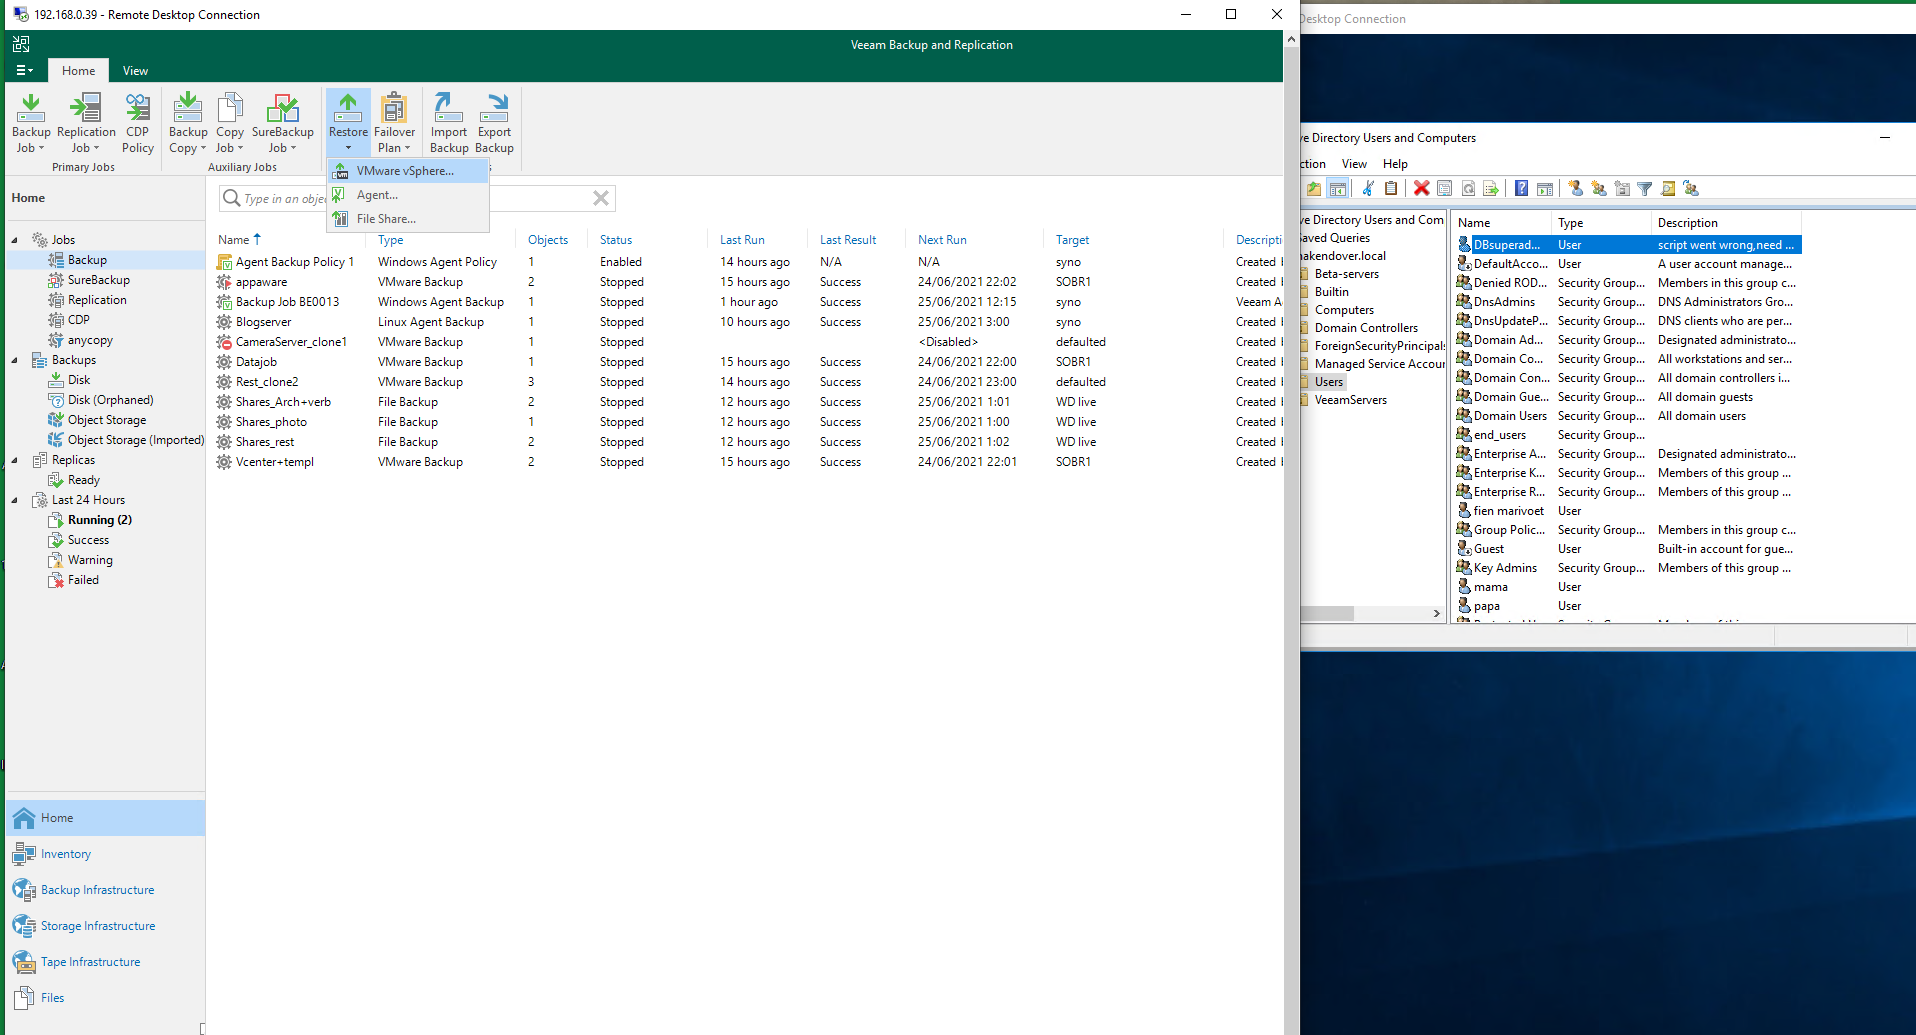 192.168.0.39 - Remote Desktop Connection
Desktop Connection
Veeam Backup and Replication
Home
View
Backup Job
Replication Job
CDP Policy
Backup Copy
Copy Job
SureBackup Job
Restore
Failover Plan
Import Backup
Export Backup
Primary Jobs
Auxiliary Jobs
VMware vSphere...
Agent...
File Share...
Home
Type in an obje
Jobs
Backup
SureBackup
Replication
CDP
anycopy
Backups
Disk
Disk (Orphaned)
Object Storage
Object Storage (Imported)
Replicas
Ready
Last 24 Hours
Running (2)
Success
Warning
Failed
Home
Inventory
Backup Infrastructure
Storage Infrastructure
Tape Infrastructure
Files
Name Type Objects Status Last Run Last Result Next Run Target Descripti
Agent Backup Policy 1 Windows Agent Policy 1 Enabled 14 hours ago N/A N/A syno Created
appaware VMware Backup 2 Stopped 15 hours ago Success 24/06/2021 22:02 SOBR1 Created
Backup Job BE0013 Windows Agent Backup 1 Stopped 1 hour ago Success 25/06/2021 12:15 syno Veeam A
Blogserver Linux Agent Backup 1 Stopped 10 hours ago Success 25/06/2021 3:00 syno Created
CameraServer_clone1 VMware Backup 1 Stopped <Disabled> defaulted Created
Datajob VMware Backup 1 Stopped 15 hours ago Success 24/06/2021 22:00 SOBR1 Created
Rest_clone2 VMware Backup 3 Stopped 14 hours ago Success 24/06/2021 23:00 defaulted Created
Shares_Arch+verb File Backup 2 Stopped 12 hours ago Success 25/06/2021 1:01 WD live Created
Shares_photo File Backup 1 Stopped 12 hours ago Success 25/06/2021 1:00 WD live Created
Shares_rest File Backup 2 Stopped 12 hours ago Success 25/06/2021 1:02 WD live Created
Vcenter+templ VMware Backup 2 Stopped 15 hours ago Success 24/06/2021 22:01 SOBR1 Created
ve Directory Users and Computers
ction View Help
ve Directory Users and Com
Saved Queries
nakendover.local
Beta-servers
Builtin
Computers
Domain Controllers
ForeignSecurityPrincipals
Managed Service Accour
Users
VeeamServers
Name Type Description
DBsuperad... User script went wrong,need ...
DefaultAcco... User A user account manage...
Denied ROD... Security Group... Members in this group c...
DnsAdmins Security Group... DNS Administrators Gro...
DnsUpdateP... Security Group... DNS clients who are per...
Domain Ad... Security Group... Designated administrato...
Domain Co... Security Group... All workstations and ser...
Domain Con... Security Group... All domain controllers i...
Domain Gue... Security Group... All domain guests
Domain Users Security Group... All domain users
end_users Security Group...
Enterprise A... Security Group... Designated administrato...
Enterprise K... Security Group... Members of this group ...
Enterprise R... Security Group... Members of this group ...
fien marivoet User
Group Polic... Security Group... Members in this group c...
Guest User Built-in account for gue...
Key Admins Security Group... Members of this group ...
mama User
papa User